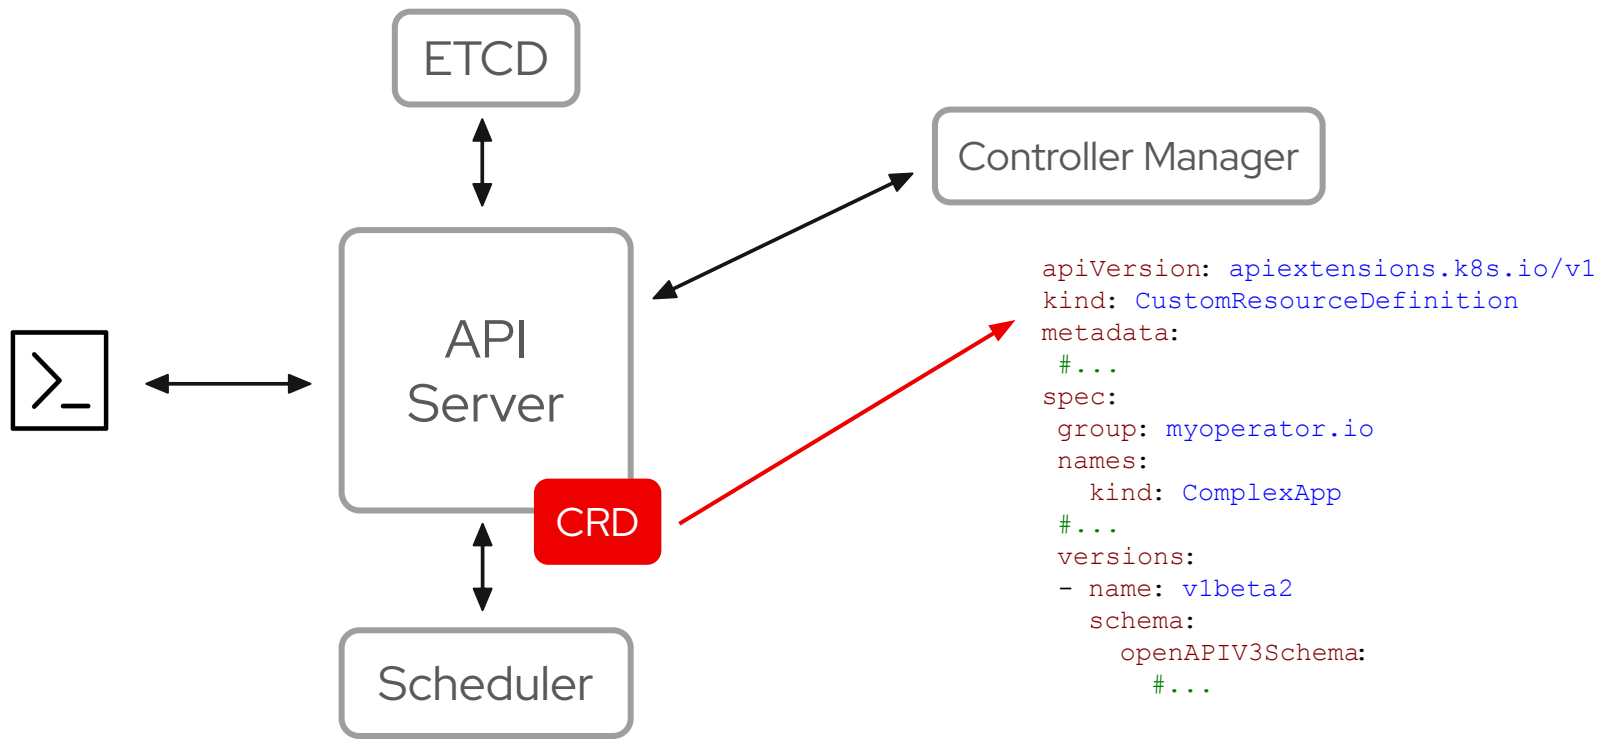 ETCD
Controller Manager
API
Server
CRD
>_
Scheduler
apiVersion: apiextensions.k8s.io/v1
kind: CustomResourceDefinition
metadata:
 #...
spec:
 group: myoperator.io
 names:
   kind: ComplexApp
 #...
 versions:
 - name: v1beta2
   schema:
     openAPIV3Schema:
       #...